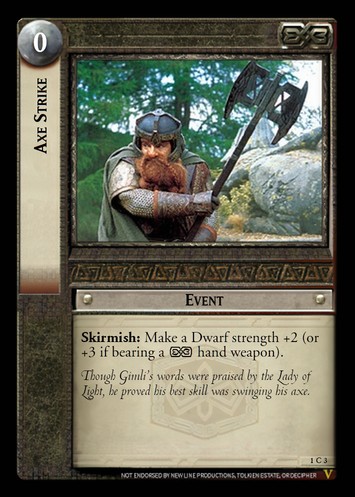 0
AXE STRIKE
EVENT
Skirmish: Make a Dwarf strength +2 (or
+3 if bearing a hand weapon).
Though Gimli's words were praised by the Lady of
Light, he proved his best skill was swinging his axe.
1 C 3
NOT ENDORSED BY NEW LINE PRODUCTIONS, TOLKIEN ESTATE, OR DECIPHER
V